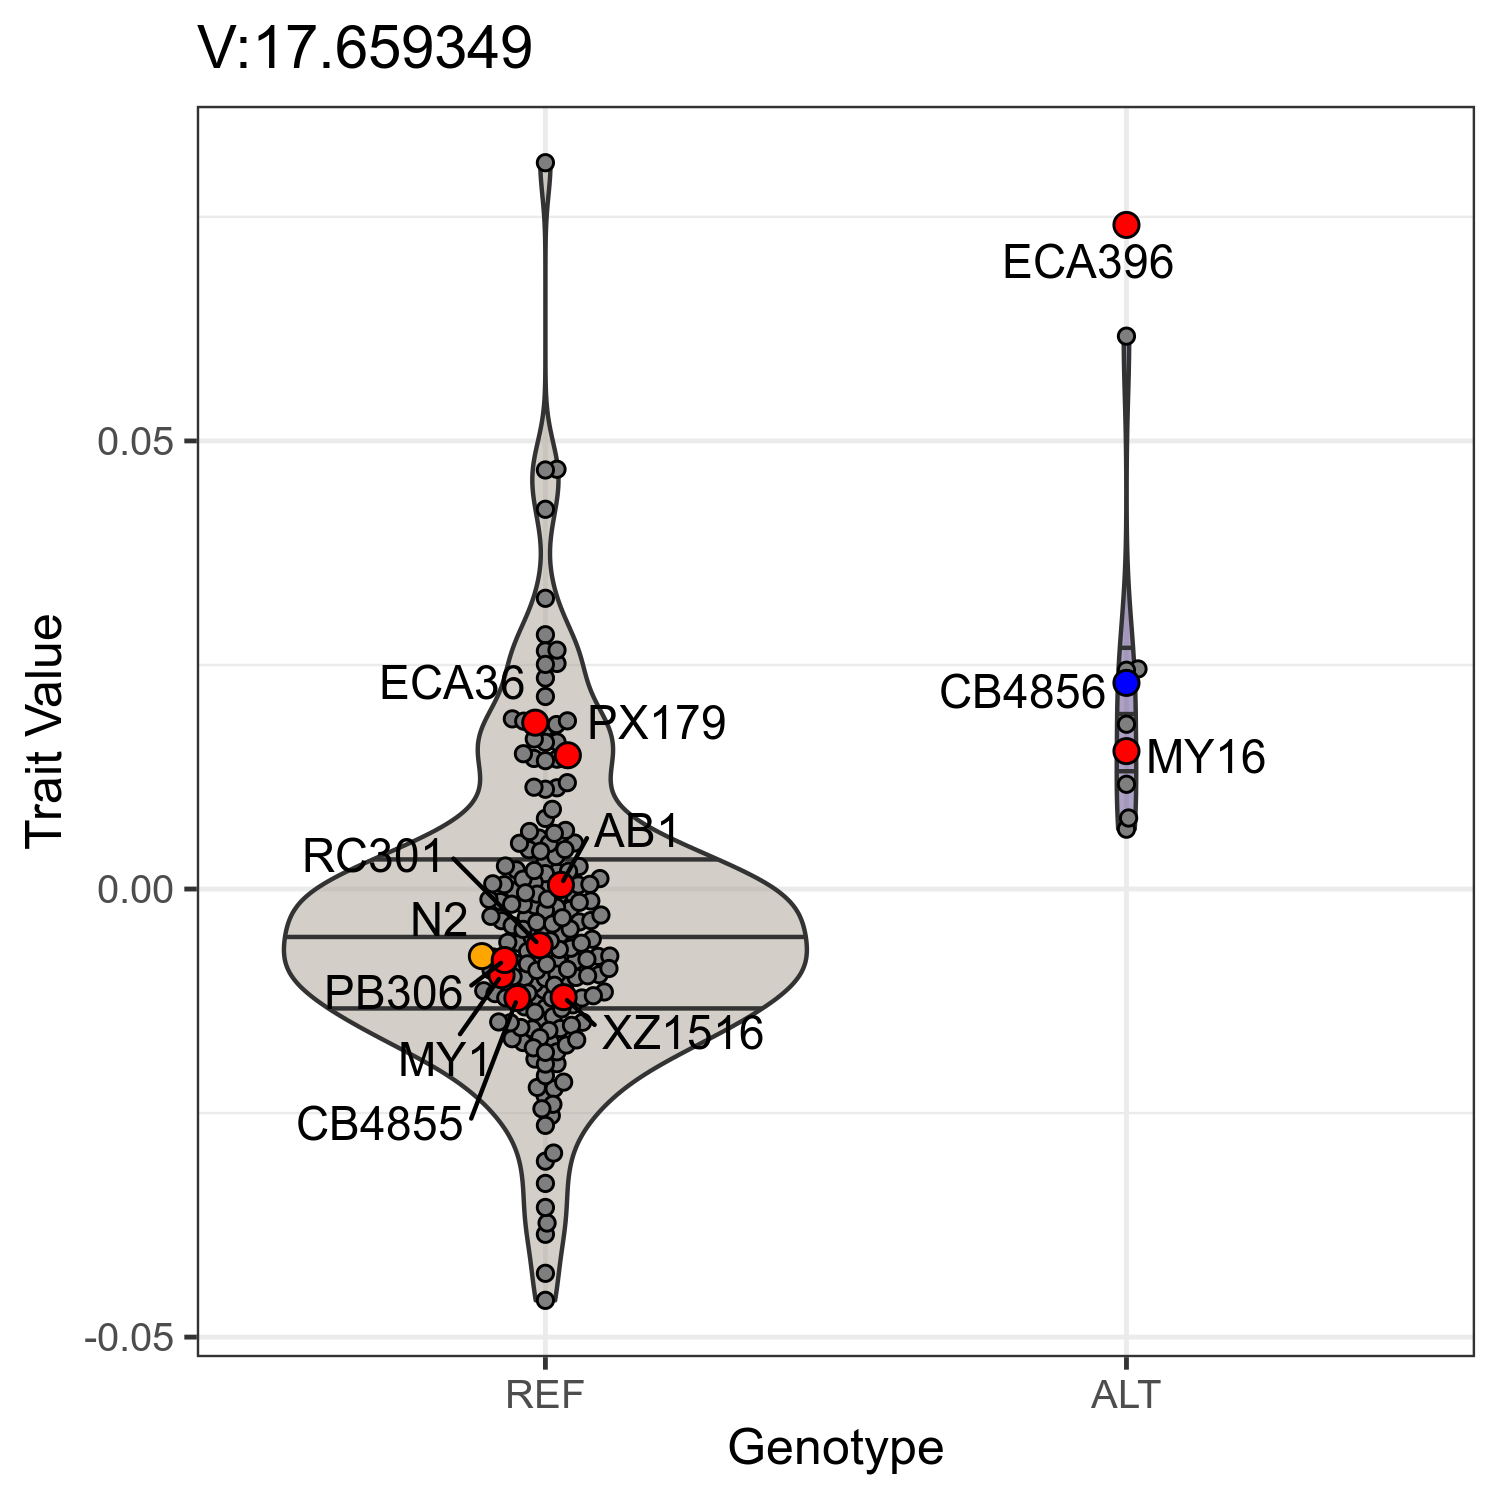 V:17.659349
ECA396
0.05
ECA36
CB4856
PX179
MY16
Trait Value
AB1
RC301
0.00
N2
PB306
XZ1516
MY1
CB4855
-0.05
REF
ALT
Genotype